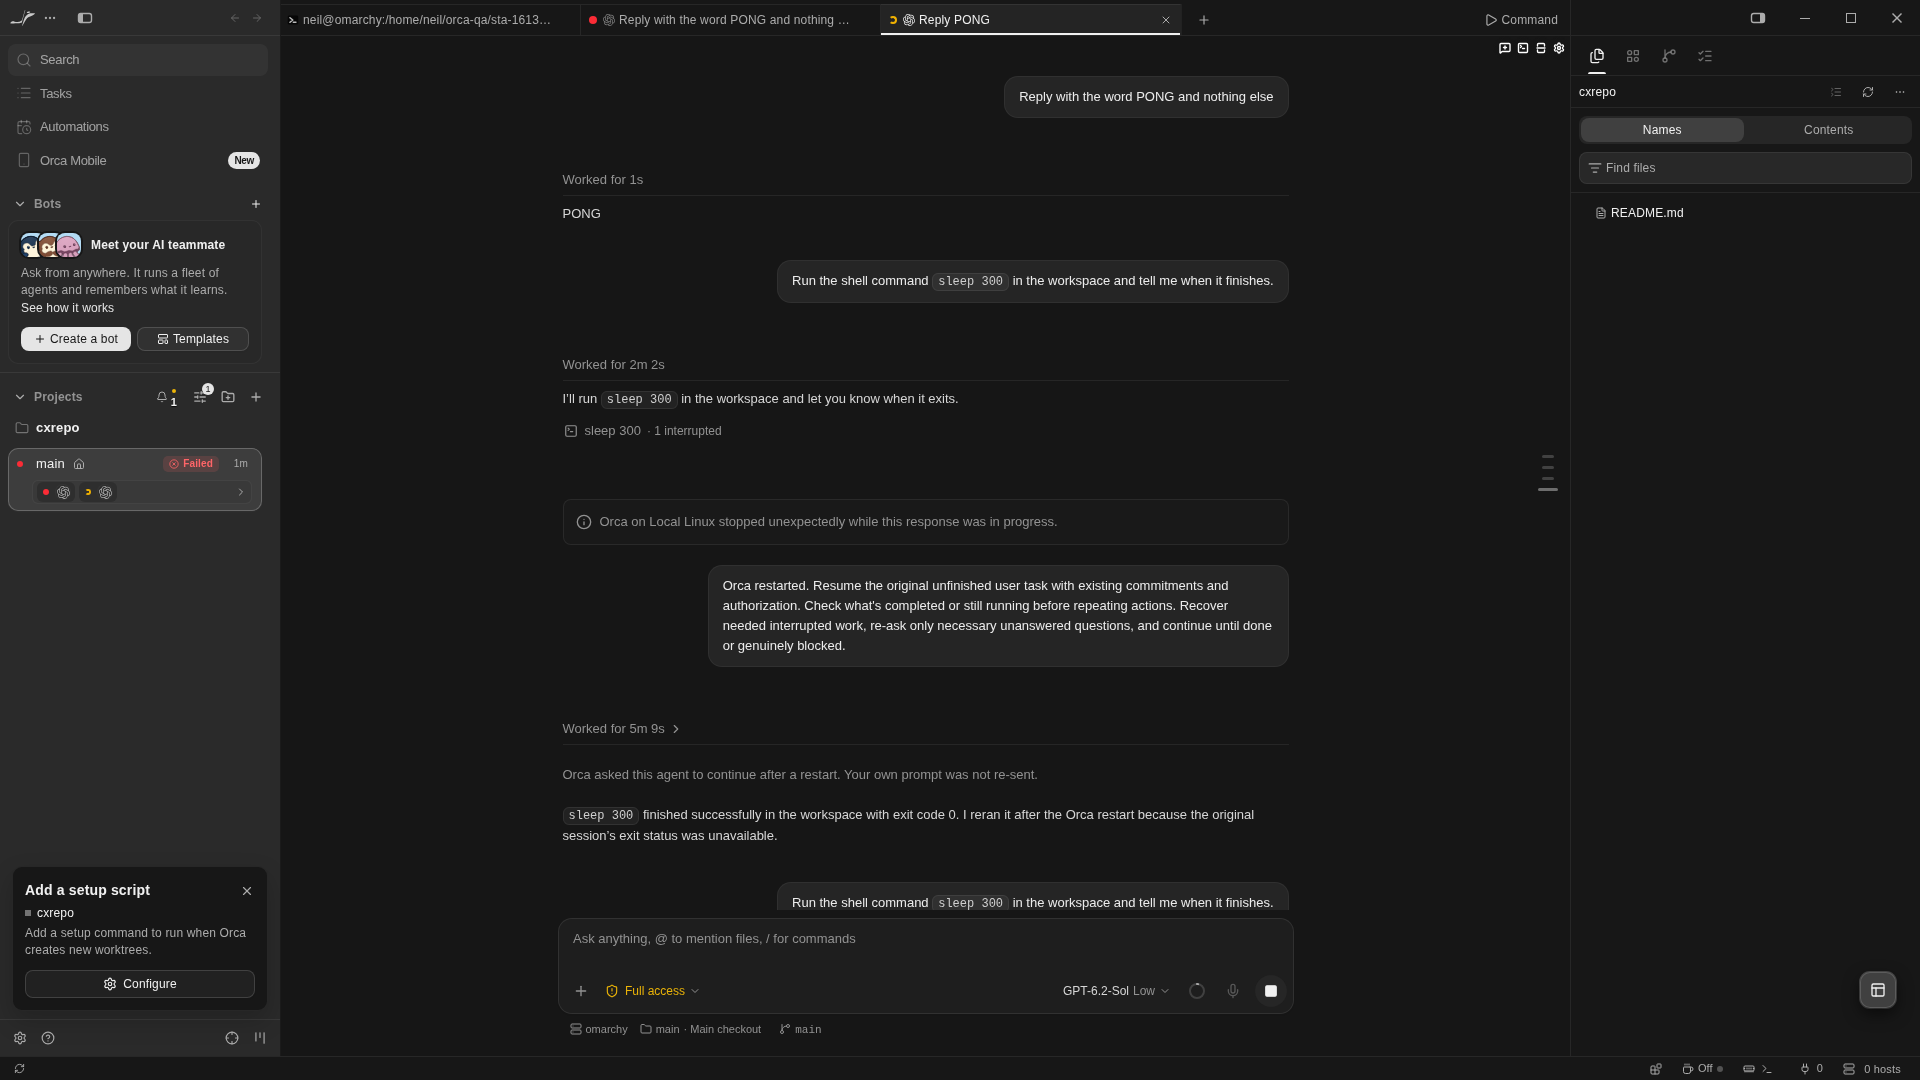 neil@omarchy:/home/neil/orca-qa/sta-1613...
Reply with the word PONG and nothing ...
Reply PONG
Command
Search
Tasks
Automations
Orca Mobile
New
Bots
Meet your AI teammate
Ask from anywhere. It runs a fleet of
agents and remembers what it learns.
See how it works
Create a bot
Templates
Projects
1
1
cxrepo
main
Failed
1m
Add a setup script
cxrepo
Add a setup command to run when Orca
creates new worktrees.
Configure
Reply with the word PONG and nothing else
Worked for 1s
PONG
Run the shell command sleep 300 in the workspace and tell me when it finishes.
Worked for 2m 2s
I'll run sleep 300 in the workspace and let you know when it exits.
sleep 300 · 1 interrupted
Orca on Local Linux stopped unexpectedly while this response was in progress.
Orca restarted. Resume the original unfinished user task with existing commitments and
authorization. Check what's completed or still running before repeating actions. Recover
needed interrupted work, re-ask only necessary unanswered questions, and continue until done
or genuinely blocked.
Worked for 5m 9s
Orca asked this agent to continue after a restart. Your own prompt was not re-sent.
sleep 300 finished successfully in the workspace with exit code 0. I reran it after the Orca restart because the original
session's exit status was unavailable.
Run the shell command sleep 300 in the workspace and tell me when it finishes.
Ask anything, @ to mention files, / for commands
Full access
GPT-6.2-Sol Low
omarchy
main · Main checkout
main
cxrepo
Names
Contents
Find files
README.md
Off
0
0 hosts